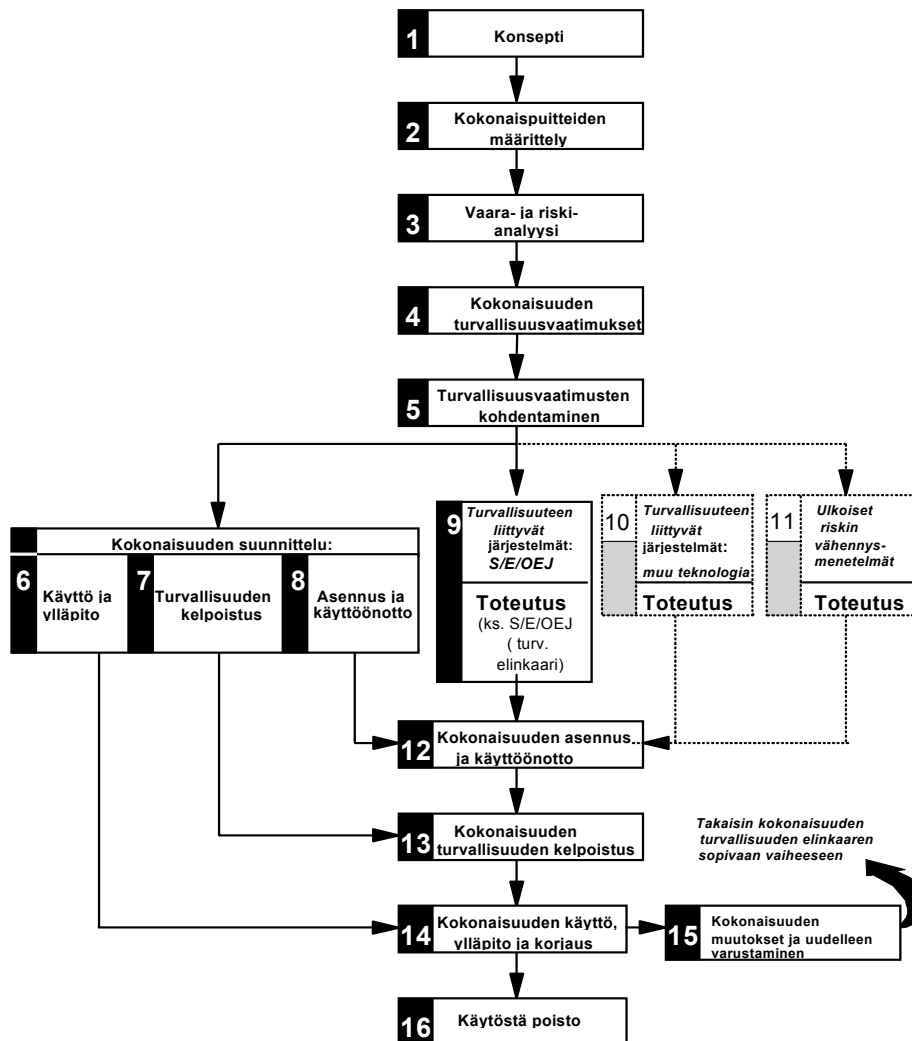 1
Konsepti
2
Kokonaispuitteiden
määrittely
3
Vaara- ja riski-
analyysi
4
Kokonaisuuden
turvallisuusvaatimukset
5
Turvallisuusvaatimusten
kohdentaminen
Kokonaisuuden suunnittelu:
6
Käyttö ja
ylläpito
7
Turvallisuuden
kelpoistus
8
Asennus ja
käyttöönotto
9
Turvallisuuteen
liittyvät
järjestelmät:
S/E/OEJ
Toteutus
(ks. S/E/OEJ
( turv.
elinkaari)
10
Turvallisuuteen
liittyvät
järjestelmät:
muu teknologia
Toteutus
11
Ulkoiset
riskin
vähennys-
menetelmät
Toteutus
12
Kokonaisuuden asennus
ja käyttöönotto
13
Kokonaisuuden
turvallisuuden kelpoistus
Takaisin kokonaisuuden
turvallisuuden elinkaaren
sopivaan vaiheeseen
14
Kokonaisuuden käyttö,
ylläpito ja korjaus
15
Kokonaisuuden
muutokset ja uudelleen
varustaminen
16
Käytöstä poisto